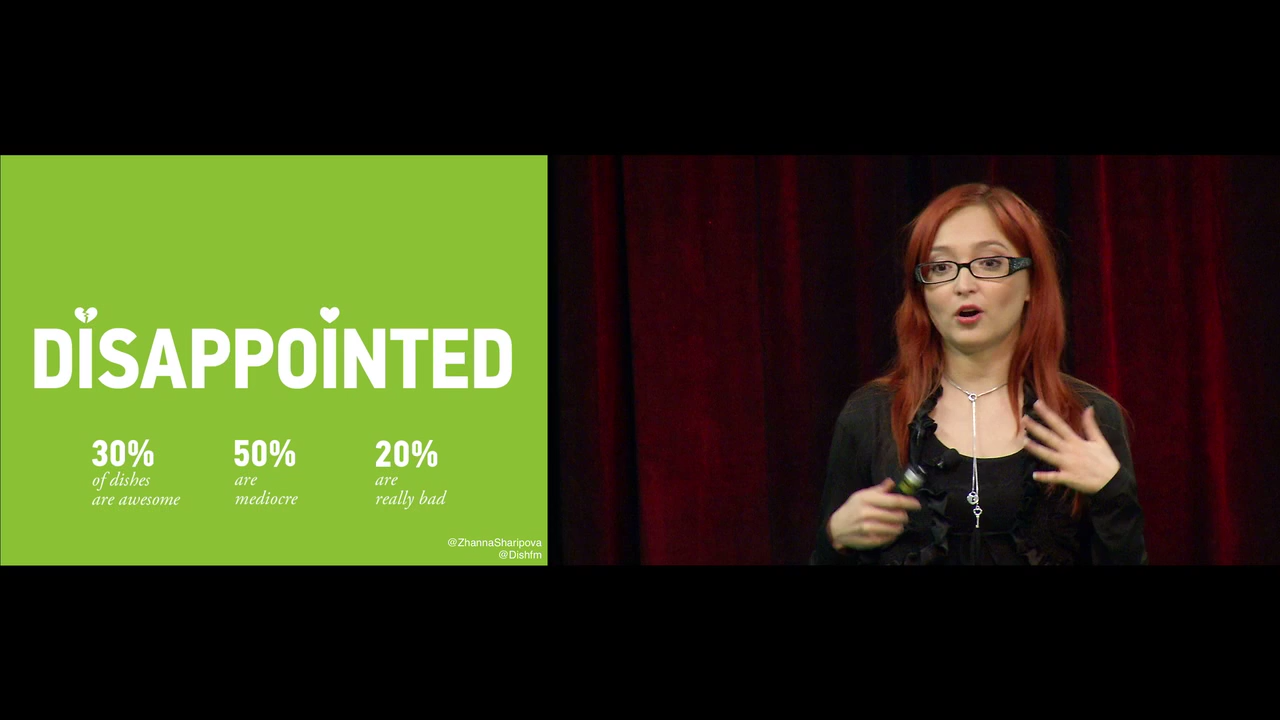 DISAPPOINTED
30%
of dishes
are awesome
50%
are
mediocre
20%
are
really bad
@ZhannaSharipova
@Dishfm